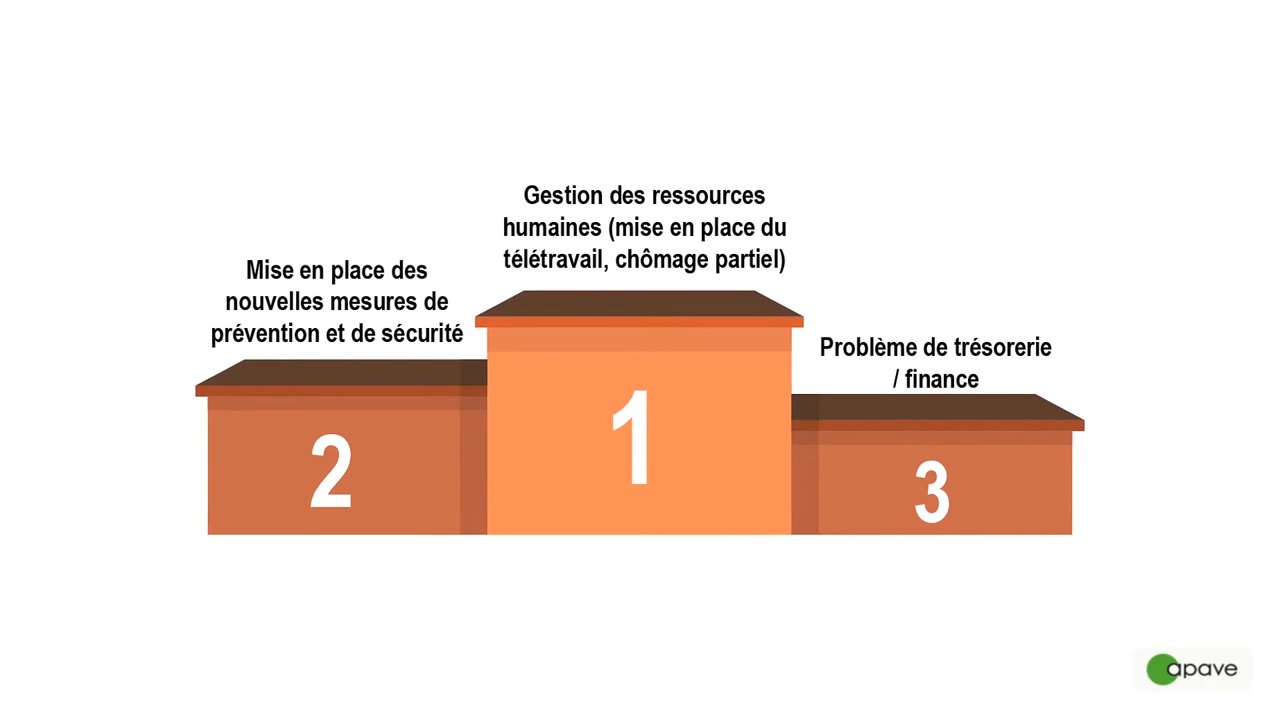 Gestion des ressources
humaines (mise en place du
télétravail, chômage partiel)
Mise en place des
nouvelles mesures de
prévention et de sécurité
Problème de trésorerie
/ finance
1
2
3
apave